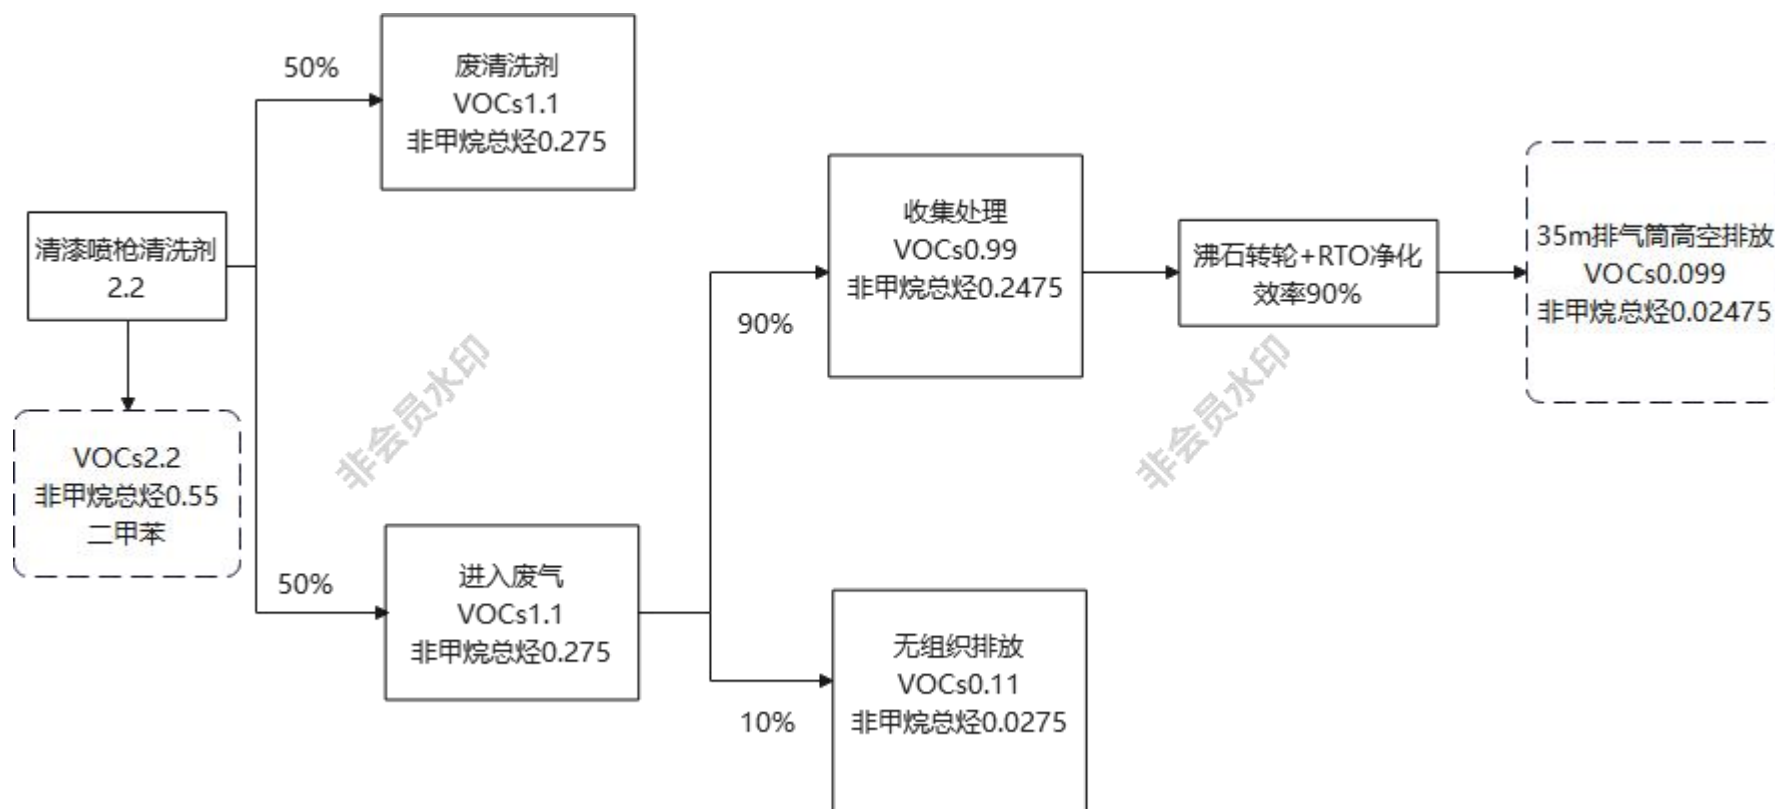 50%
废清洗剂
VOCs1.1
非甲烷总烃0.275
清漆喷枪清洗剂
2.2
VOCs2.2
非甲烷总烃0.55
二甲苯
50%
进入废气
VOCs1.1
非甲烷总烃0.275
90%
收集处理
VOCs0.99
非甲烷总烃0.2475
沸石转轮+RTO净化
效率90%
35m排气筒高空排放
VOCs0.099
非甲烷总烃0.02475
10%
无组织排放
VOCs0.11
非甲烷总烃0.0275
非会员水印
非会员水印